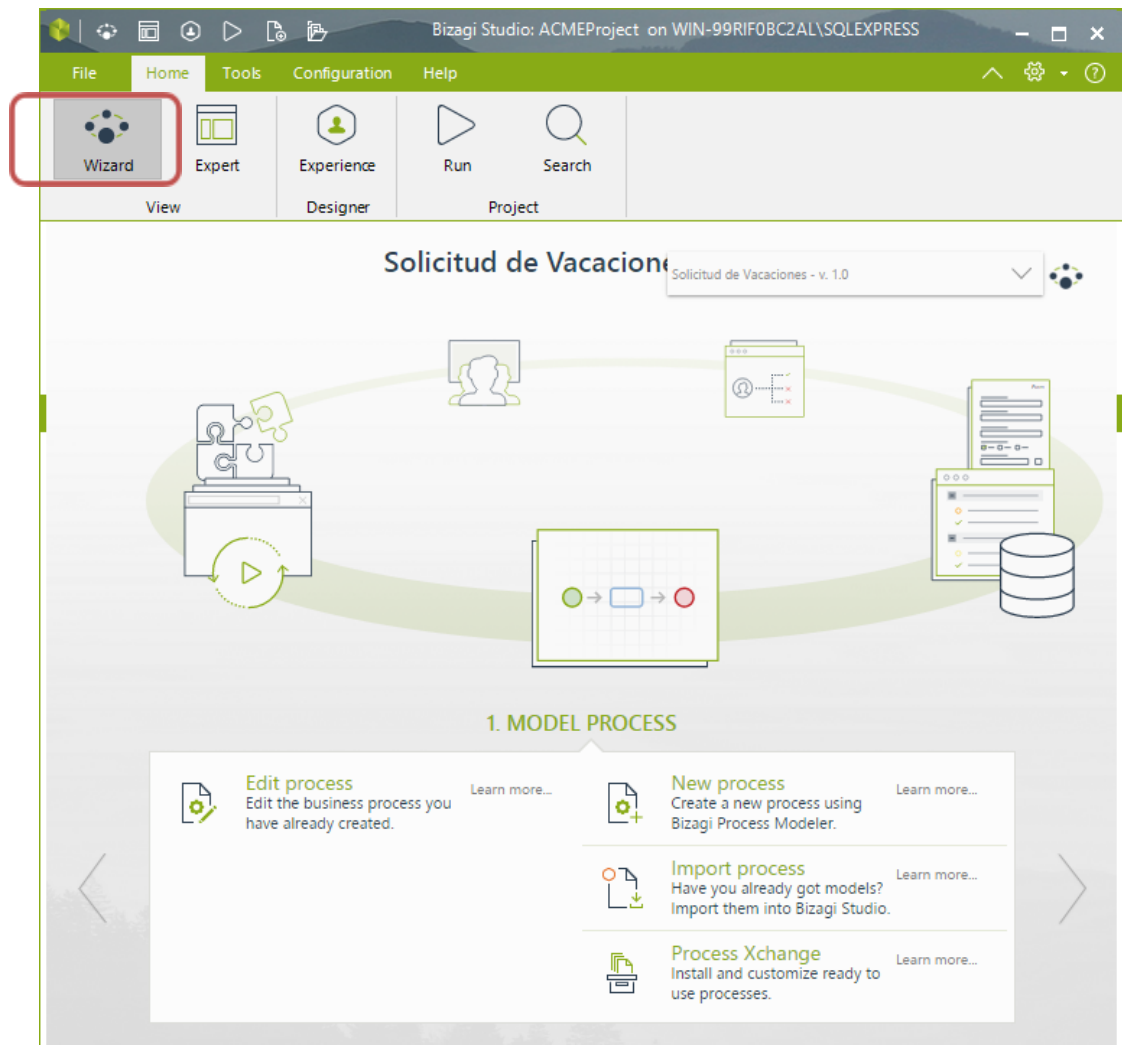 Bizagi Studio: ACMEProject on WIN-99RIF0BC2AL\SQLEXPRESS
File Home Tools Configuration Help
Wizard Expert Experience Run Search
View Designer Project
Solicitud de Vacacion
Solicitud de Vacaciones - v. 1.0
1. MODEL PROCESS
Edit process Learn more...
Edit the business process you
have already created.
New process Learn more...
Create a new process using
Bizagi Process Modeler.
Import process Learn more...
Have you already got models?
Import them into Bizagi Studio.
Process Xchange Learn more...
Install and customize ready to
use processes.